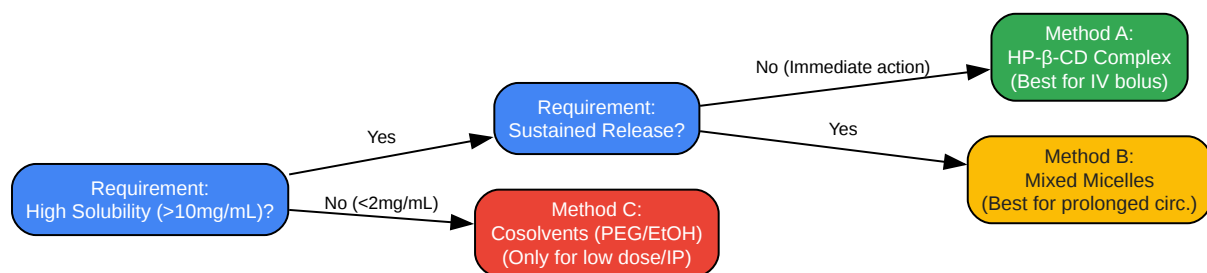 Requirement:
High Solubility (>10mg/mL)?
Yes
No (<2mg/mL)
Requirement:
Sustained Release?
Method C:
Cosolvents (PEG/EtOH)
(Only for low dose/IP)
No (Immediate action)
Yes
Method A:
HP-β-CD Complex
(Best for IV bolus)
Method B:
Mixed Micelles
(Best for prolonged circ.)